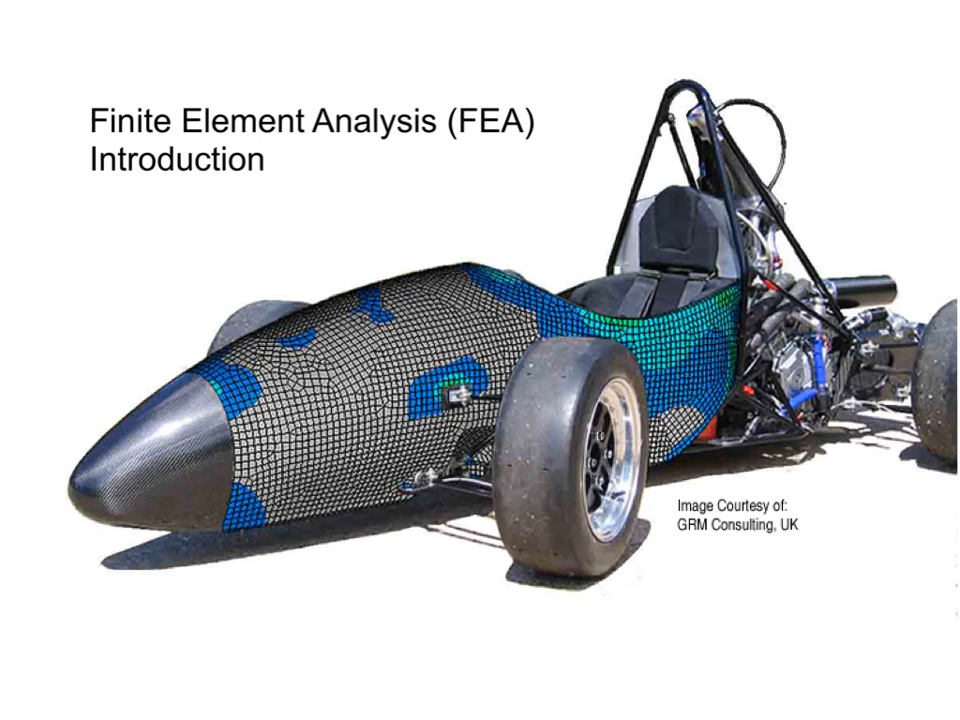 Finite Element Analysis (FEA)
Introduction
Image Courtesy of:
GRM Consulting, UK